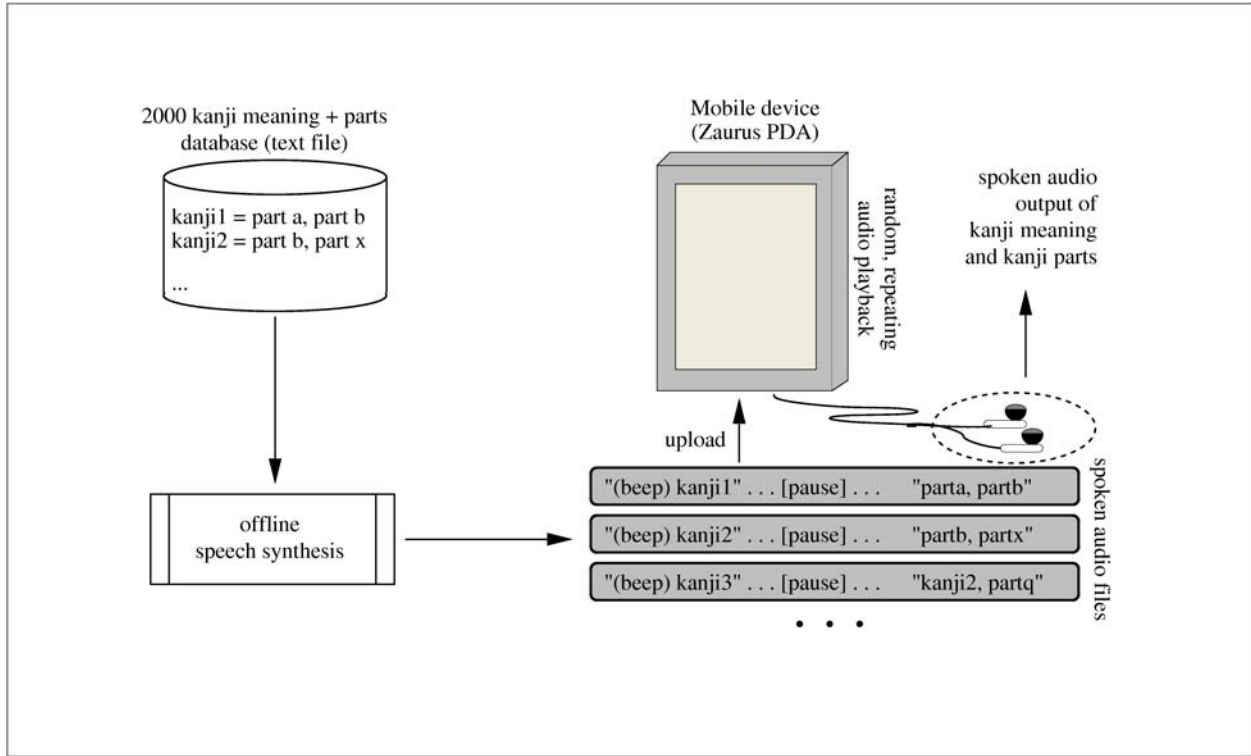 2000 kanji meaning + parts
database (text file)
kanji1 = part a, part b
kanji2 = part b, part x
...
offline
speech synthesis
Mobile device
(Zaurus PDA)
random, repeating
audio playback
spoken audio
output of
kanji meaning
and kanji parts
upload
"(beep) kanji1" . . . [pause] . . . "parta, partb"
"(beep) kanji2" . . . [pause] . . . "partb, partx"
"(beep) kanji3" . . . [pause] . . . "kanji2, partq"
. . .
spoken audio files